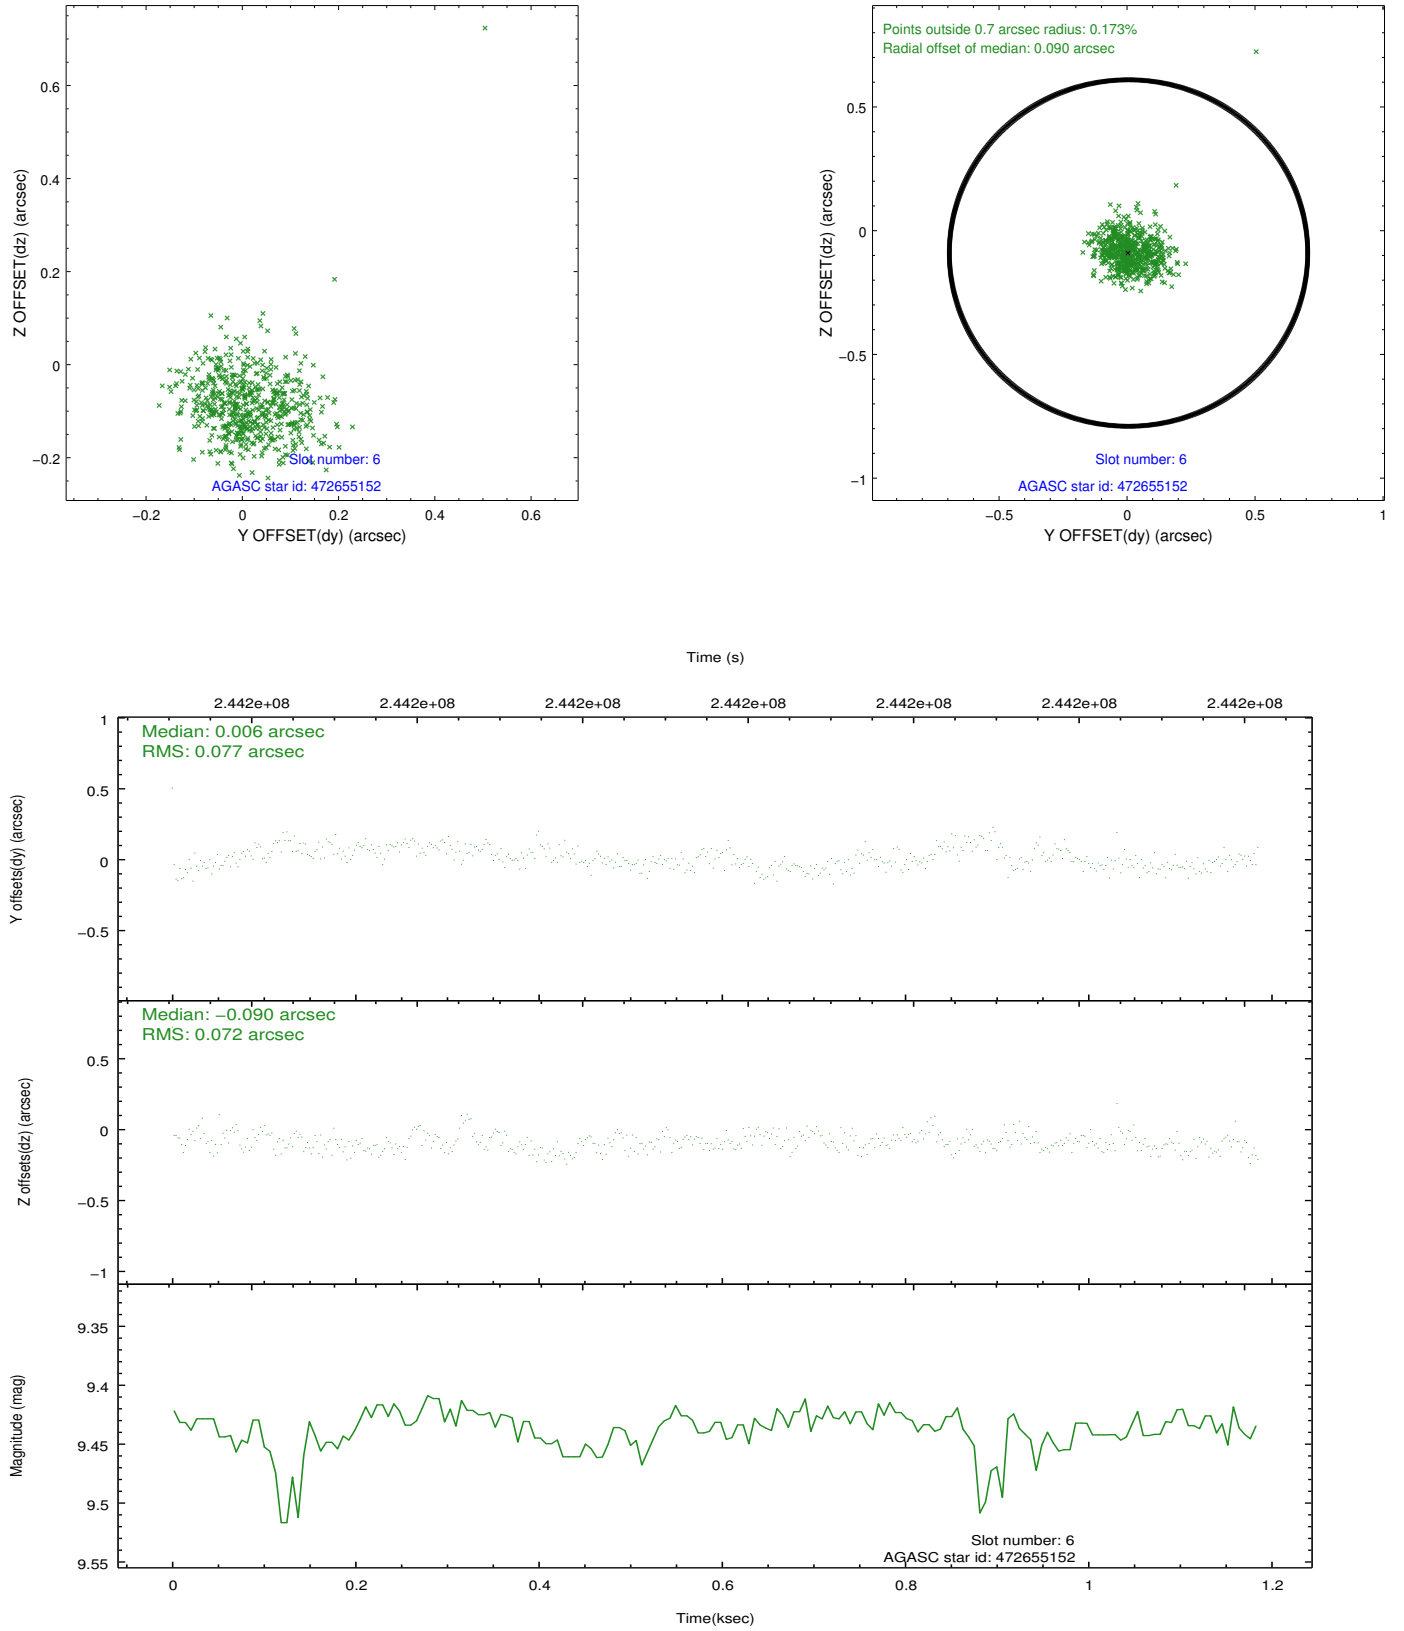 0.6
0.4
0.2
0
−0.2
Z OFFSET(dz) (arcsec)
−0.2 0 0.2 0.4 0.6
Y OFFSET(dy) (arcsec)
Slot number: 6
AGASC star id: 472655152
Points outside 0.7 arcsec radius: 0.173%
Radial offset of median: 0.090 arcsec
0.5
0
−0.5
−1
Z OFFSET(dz) (arcsec)
−0.5 0 0.5 1
Y OFFSET(dy) (arcsec)
Slot number: 6
AGASC star id: 472655152
Time (s)
2.442e+08 2.442e+08 2.442e+08 2.442e+08 2.442e+08 2.442e+08 2.442e+08
Median: 0.006 arcsec
RMS: 0.077 arcsec
1
0.5
0
−0.5
Y offsets(dy) (arcsec)
Median: −0.090 arcsec
RMS: 0.072 arcsec
0.5
0
−0.5
−1
Z offsets(dz) (arcsec)
9.35
9.4
9.45
9.5
9.55
Magnitude (mag)
Slot number: 6
AGASC star id: 472655152
0 0.2 0.4 0.6 0.8 1 1.2
Time(ksec)